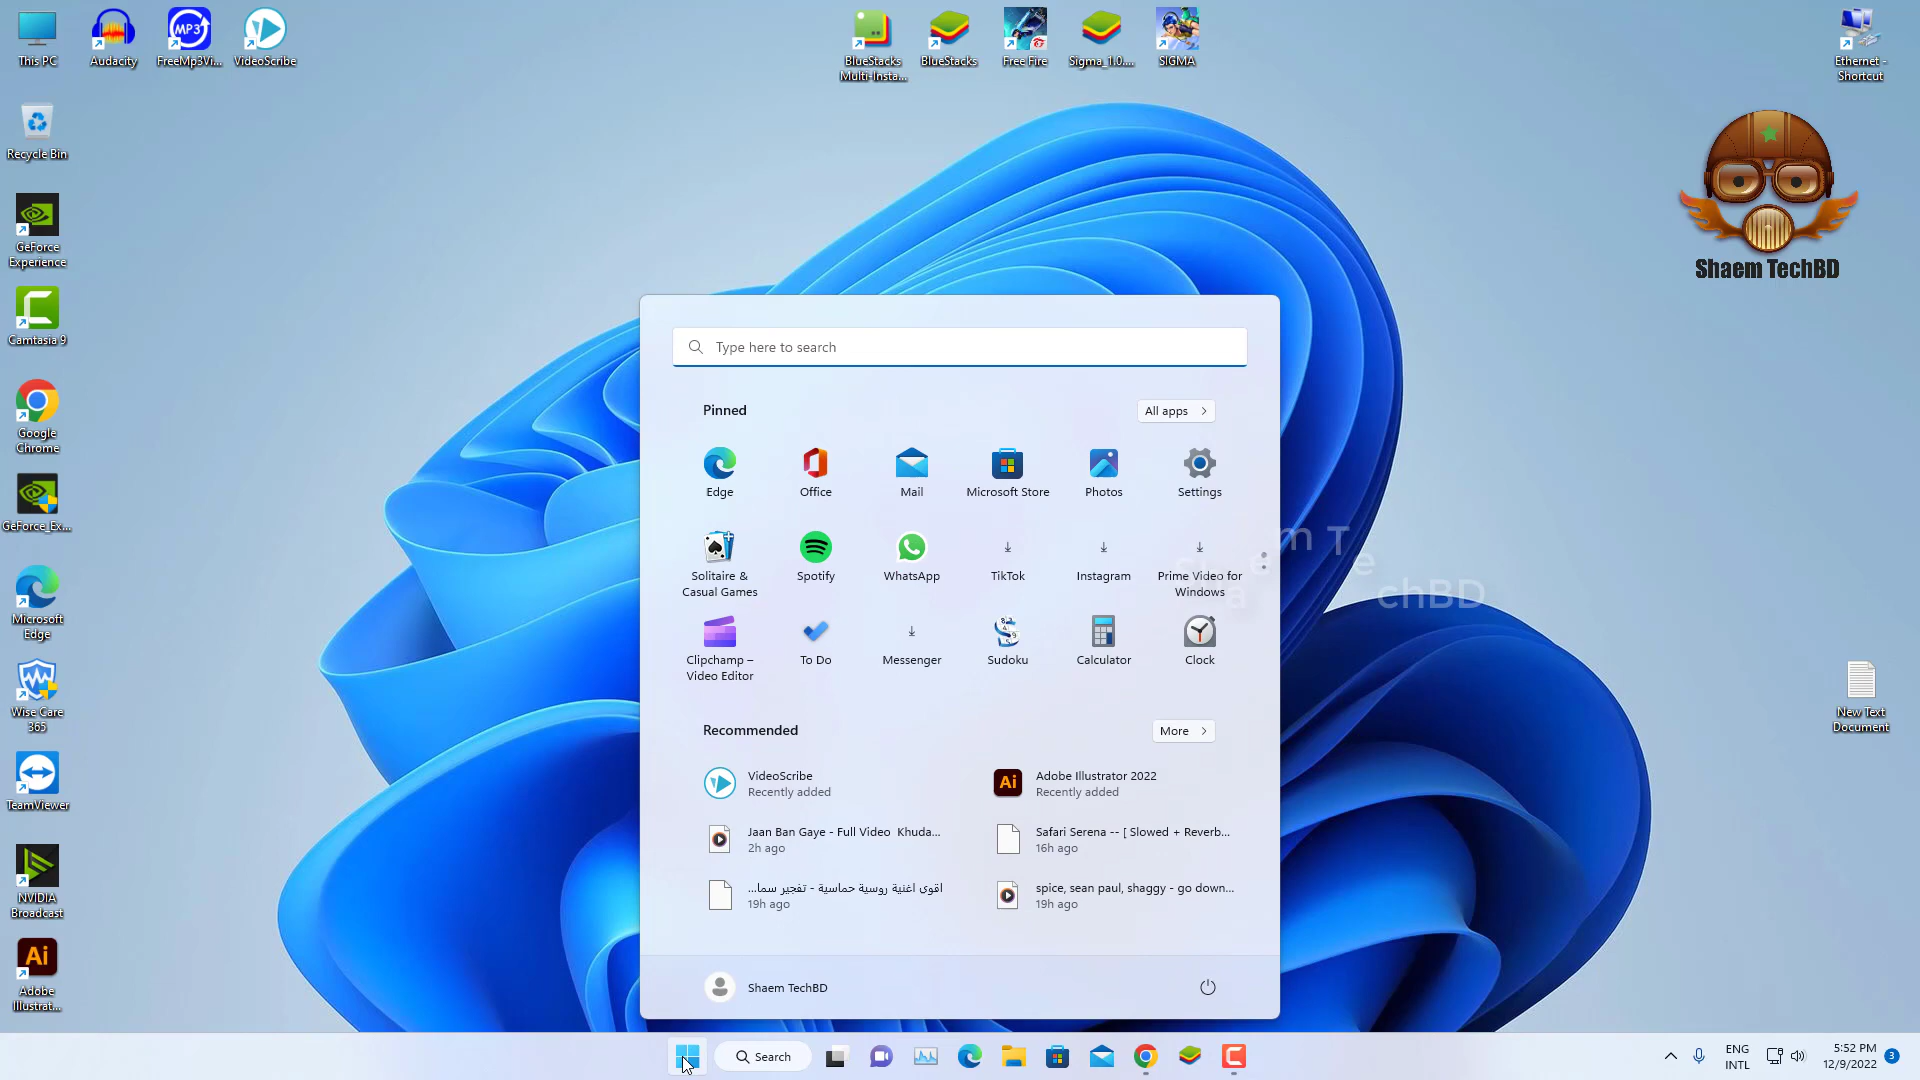 This PC
Audacity
FreeMp3Vi...
VideoScribe
BlueStacks
Multi-Insta...
BlueStacks
Free Fire
Sigma_1.0....
SIGMA
Ethernet -
Shortcut
Recycle Bin
GeForce
Experience
Camtasia 9
Google
Chrome
GeForce_Ex...
Microsoft
Edge
Wise Care
365
TeamViewer
NVIDIA
Broadcast
Adobe
Illustrat...
Shaem TechBD
New Text
Document
Type here to search
Pinned
All apps
Edge
Office
Mail
Microsoft Store
Photos
Settings
Solitaire &
Casual Games
Spotify
WhatsApp
TikTok
Instagram
Prime Video for
Windows
Clipchamp –
Video Editor
To Do
Messenger
Sudoku
Calculator
Clock
Recommended
More
VideoScribe
Recently added
Adobe Illustrator 2022
Recently added
Jaan Ban Gaye - Full Video Khuda...
2h ago
Safari Serena -- [ Slowed + Reverb...
16h ago
اقوى اغنية روسية حماسية - تفجير سما...
19h ago
spice, sean paul, shaggy - go down...
19h ago
Shaem TechBD
Search
ENG
INTL
5:52 PM
12/9/2022
3